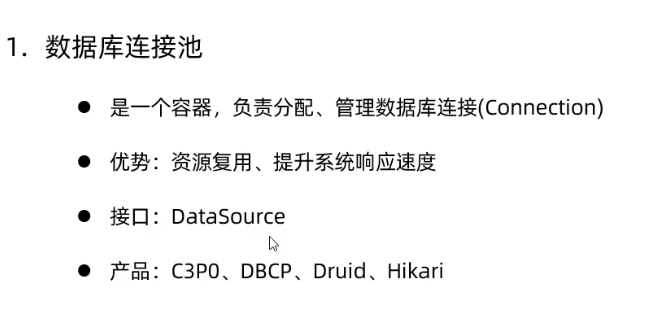 1. 数据库连接池
● 是一个容器，负责分配、管理数据库连接(Connection)
● 优势：资源复用、提升系统响应速度
● 接口：DataSource
● 产品：C3P0、DBCP、Druid、Hikari